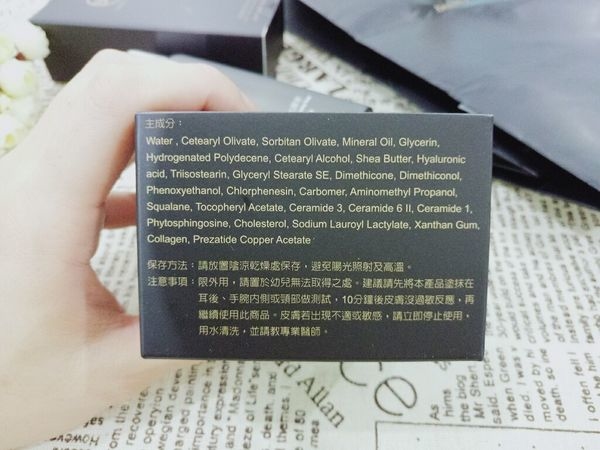 主成分：
Water , Cetearyl Olivate, Sorbitan Olivate, Mineral Oil, Glycerin,
Hydrogenated Polydecene, Cetearyl Alcohol, Shea Butter, Hyaluronic
acid, Triisostearin, Glyceryl Stearate SE, Dimethicone, Dimethiconol,
Phenoxyethanol, Chlorphenesin, Carbomer, Aminomethyl Propanol,
Squalane, Tocopheryl Acetate, Ceramide 3, Ceramide 6 II, Ceramide 1,
Phytosphingosine, Cholesterol, Sodium Lauroyl Lactylate, Xanthan Gum,
Collagen, Prezatide Copper Acetate
保存方法：請放置陰涼乾燥處保存，避免陽光照射及高溫。
注意事項：限外用，請置於幼兒無法取得之處。建議請先將本產品塗抹在
耳後、手腕內側或頸部做測試，10分鐘後皮膚沒過敏反應，再
繼續使用此商品。皮膚若出現不適或敏感，請立即停止使用，
用水清洗，並請教專業醫師。
Allan
However